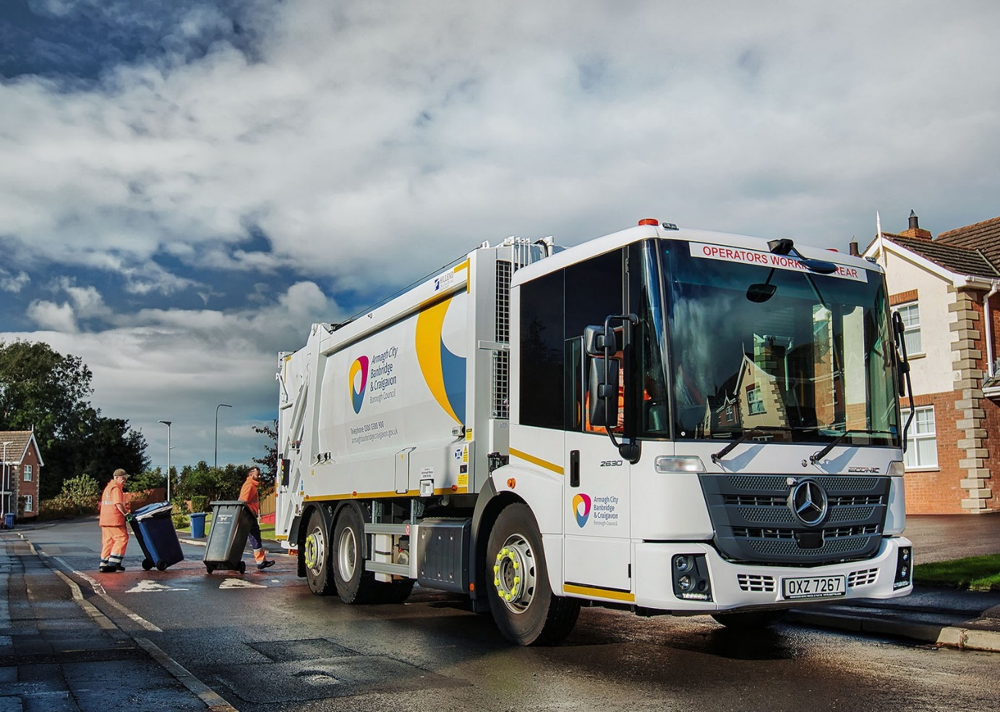 OPERATORS WORKING REAR
Armagh City
Banbridge
& Craigavon
Borough Council
Telephone 0300 0300 900
armaghbanbridgecraigavon.gov.uk
2630
ECONIC
Armagh City
Banbridge
& Craigavon
Borough Council
OXZ 7267